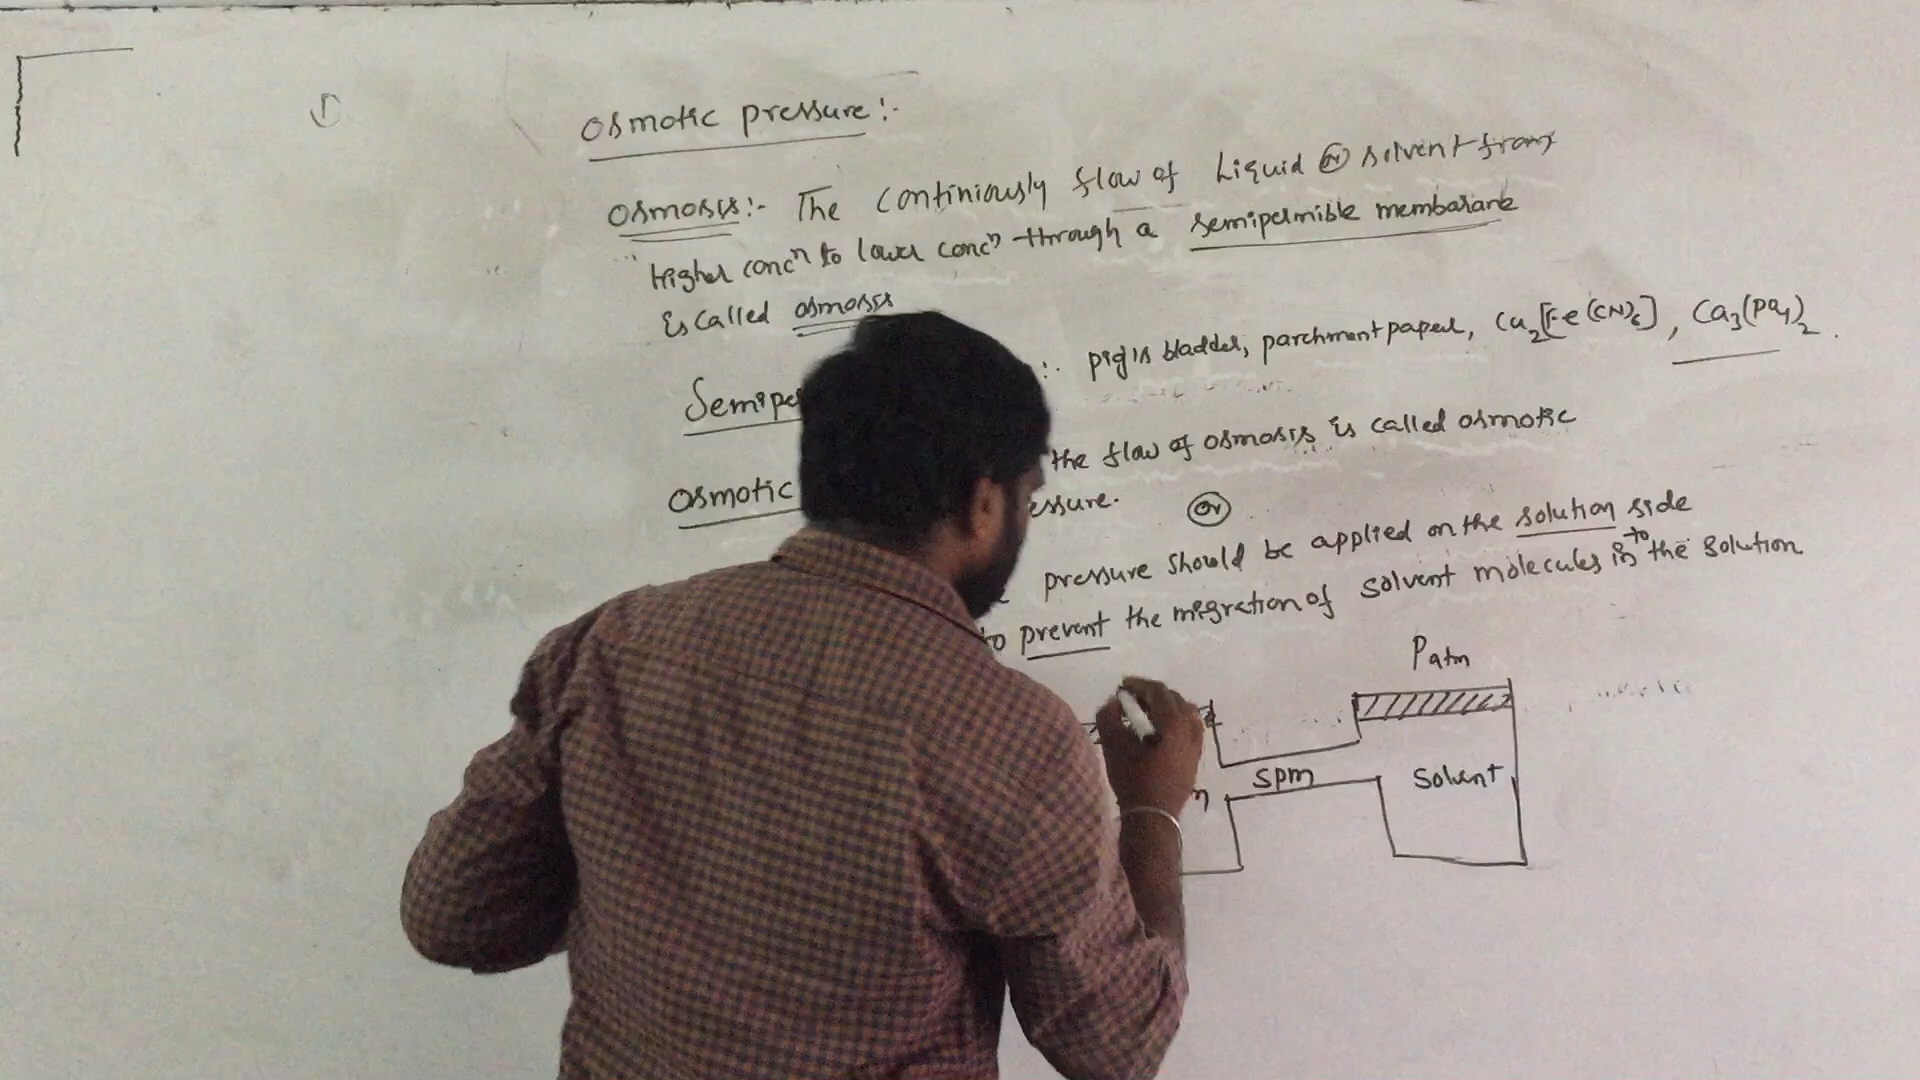 Osmotic pressure:-
Osmosis:- The continiously flow of Liquid or solvent from
Higher concⁿ to lower concⁿ through a semipermible membarane
is called osmosis
Semipe :- pig's bladder, parchment paper, Cu₂[Fe(CN)₆], Ca₃(PO₄)₂.
Osmotic the flow of osmosis is called osmotic
essure.
or
pressure should be applied on the solution side
to prevent the migration of solvent molecules into the solution
Patm
SPM
Solvent
n